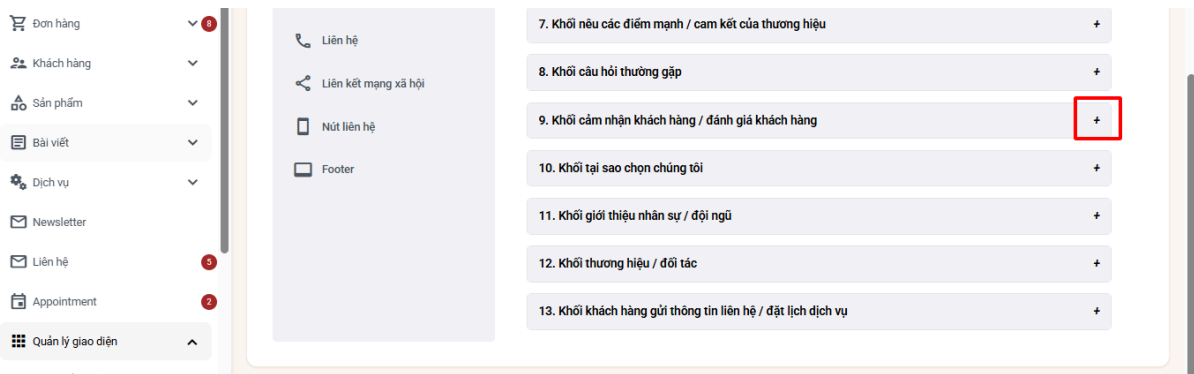 Đơn hàng
8
Khách hàng
Sản phẩm
Bài viết
Dịch vụ
Newsletter
Liên hệ
5
Appointment
2
Quản lý giao diện
Liên hệ
Liên kết mạng xã hội
Nút liên hệ
Footer
7. Khối nêu các điểm mạnh / cam kết của thương hiệu +
8. Khối câu hỏi thường gặp +
9. Khối cảm nhận khách hàng / đánh giá khách hàng +
10. Khối tại sao chọn chúng tôi +
11. Khối giới thiệu nhân sự / đội ngũ +
12. Khối thương hiệu / đối tác +
13. Khối khách hàng gửi thông tin liên hệ / đặt lịch dịch vụ +